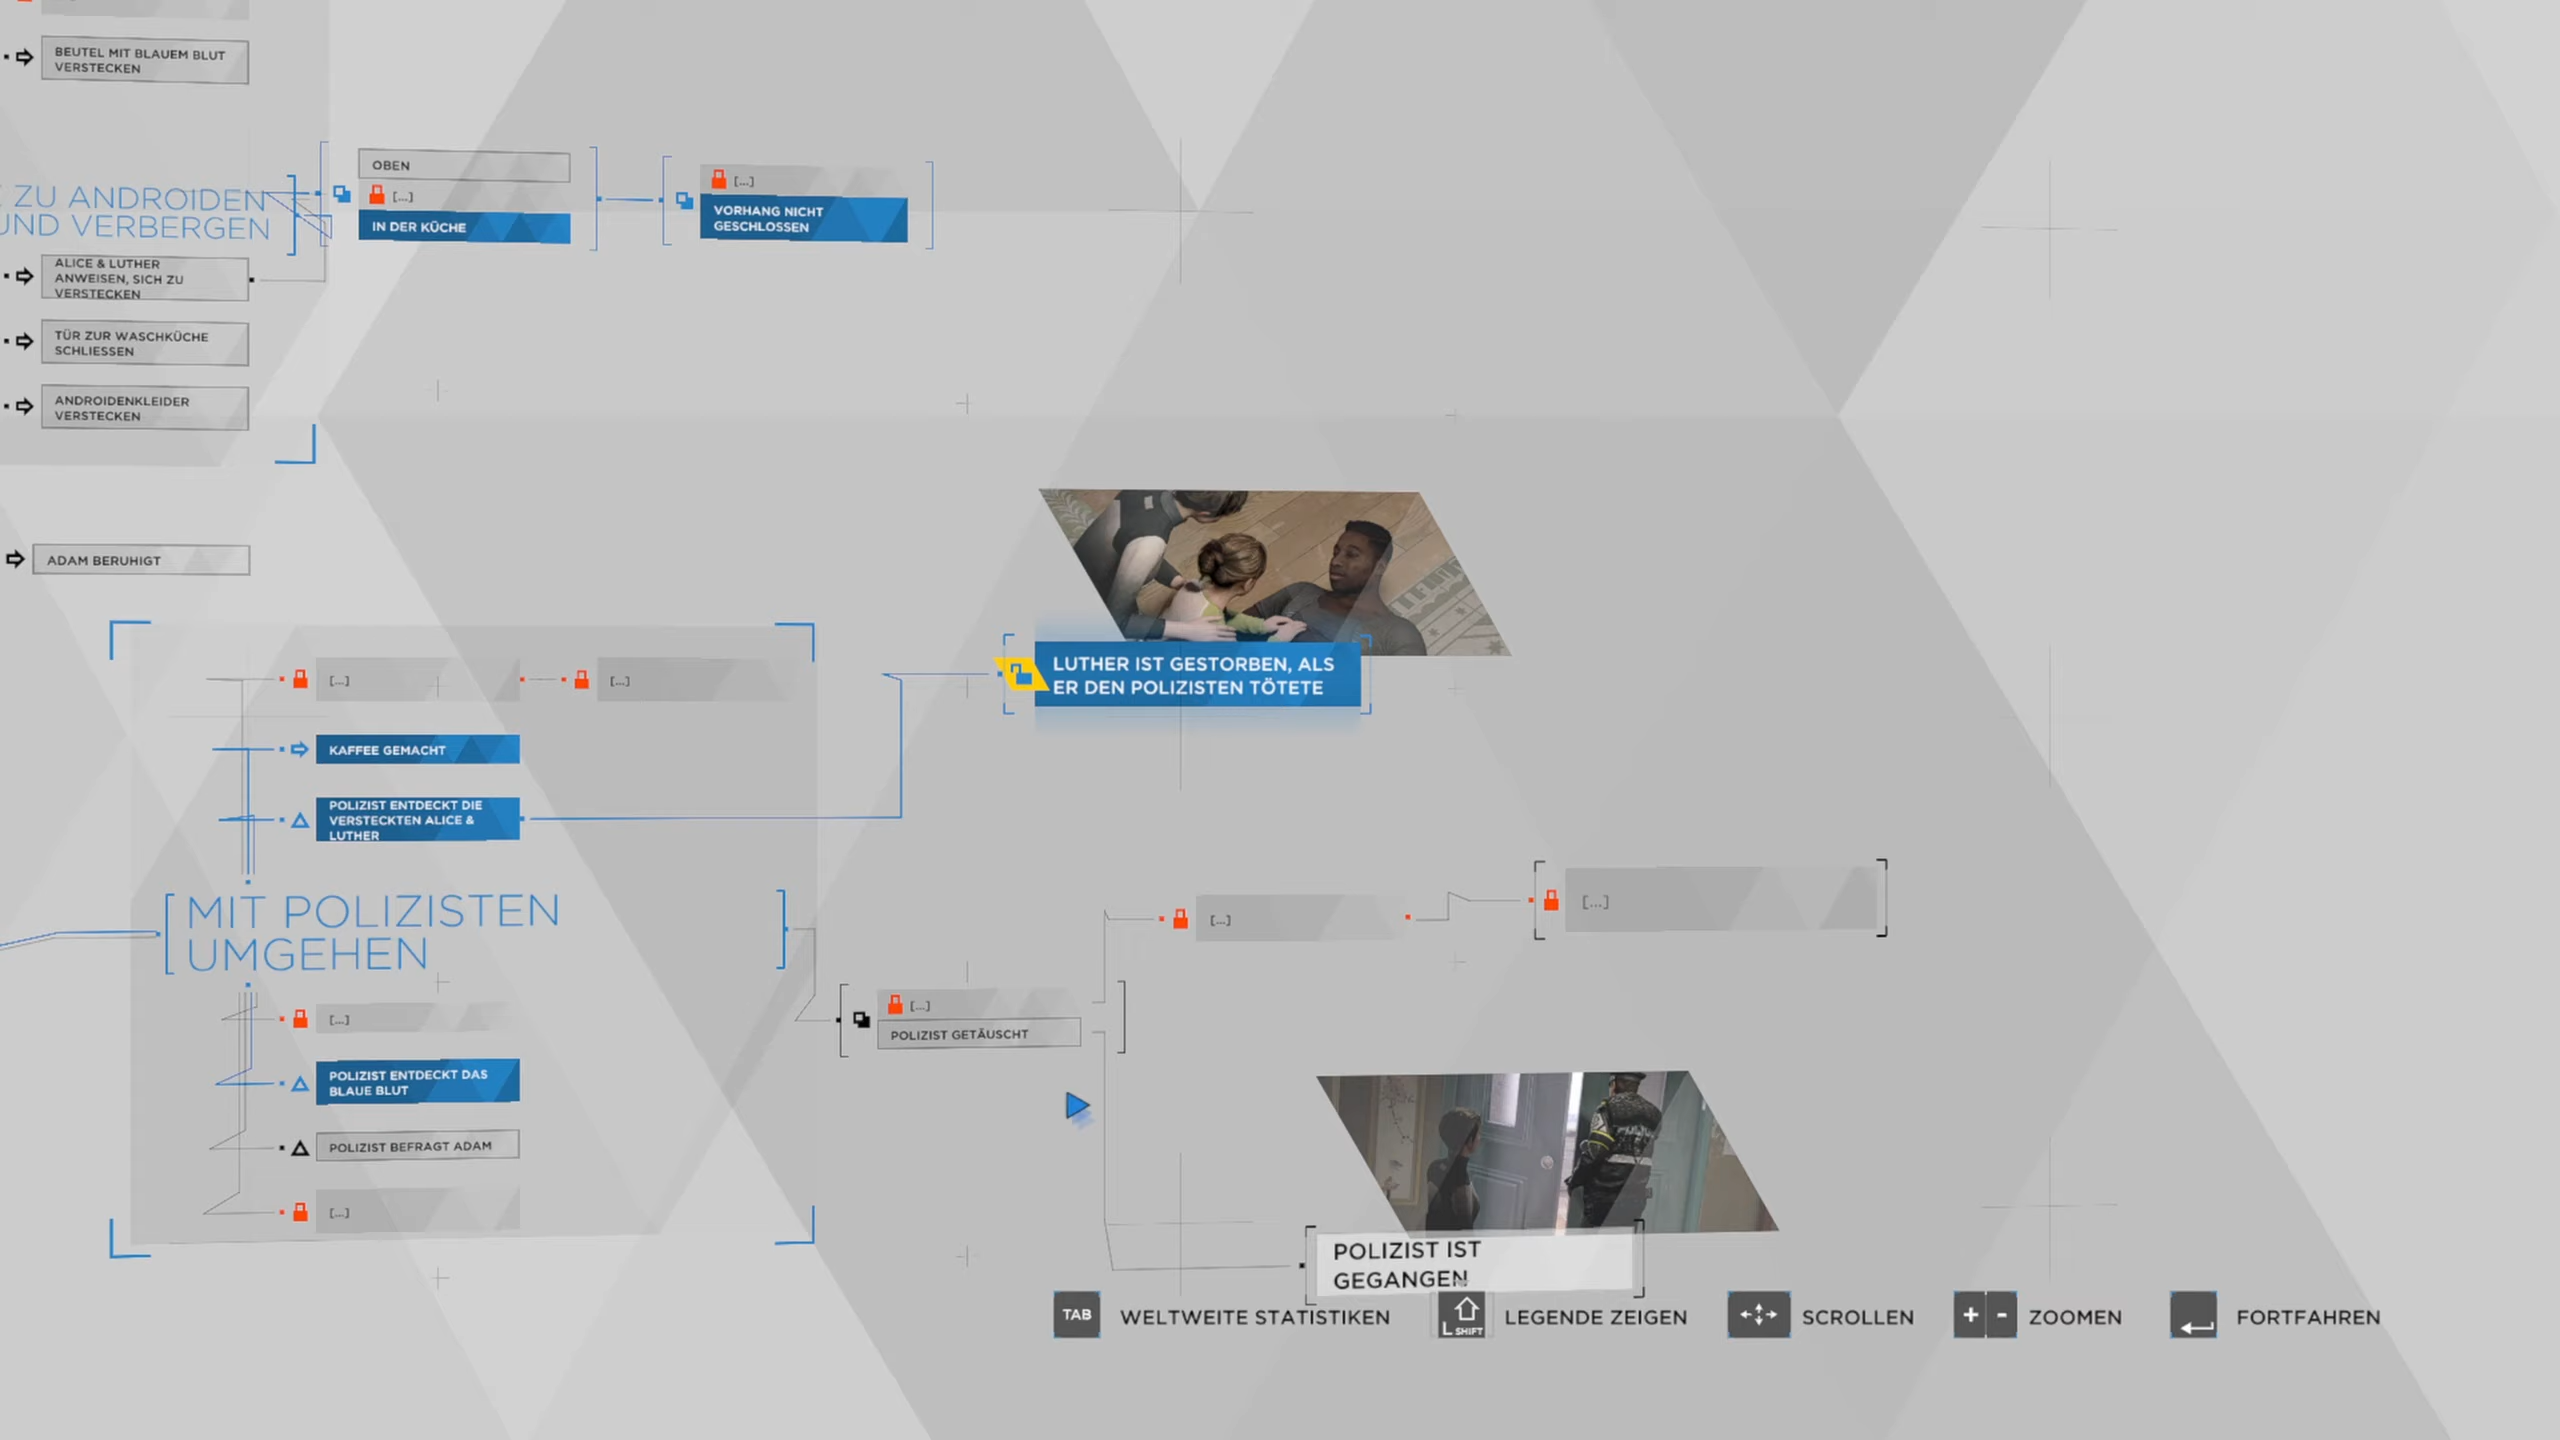 BEUTEL MIT BLAUEM BLUT
VERSTECKEN
OBEN
[...]
IN DER KÜCHE
[...]
VORHANG NICHT
GESCHLOSSEN
ZU ANDROIDEN
UND VERBERGEN
ALICE & LUTHER
ANWEISEN, SICH ZU
VERSTECKEN
TÜR ZUR WASCHKÜCHE
SCHLIESSEN
ANDROIDENKLEIDER
VERSTECKEN
ADAM BERUHIGT
LUTHER IST GESTORBEN, ALS
ER DEN POLIZISTEN TÖTETE
[...]
[...]
KAFFEE GEMACHT
POLIZIST ENTDECKT DIE
VERSTECKTEN ALICE &
LUTHER
MIT POLIZISTEN
UMGEHEN
[...]
[...]
[...]
POLIZIST GETÄUSCHT
[...]
POLIZIST ENTDECKT DAS
BLAUE BLUT
POLIZIST BEFRAGT ADAM
[...]
POLIZIST IST
GEGANGEN
TAB WELTWEITE STATISTIKEN L SHIFT LEGENDE ZEIGEN SCROLLEN + - ZOOMEN FORTFAHREN